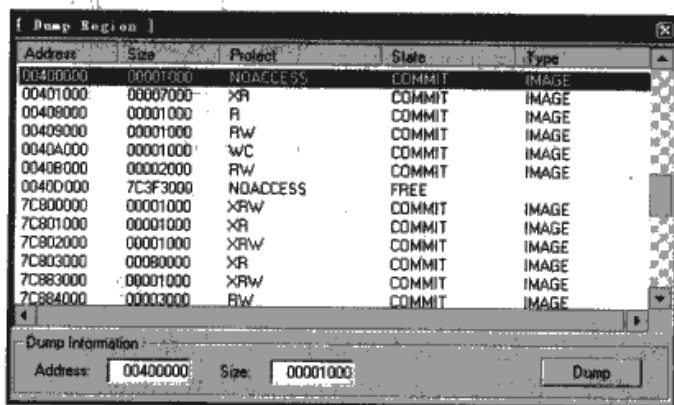 [ Dump Region ]
Address Size Protect State Type
00400000 00001000 NOACCESS COMMIT IMAGE
00401000 00007000 XR COMMIT IMAGE
00408000 00001000 R COMMIT IMAGE
00409000 00001000 RW COMMIT IMAGE
0040A000 00001000 WC COMMIT IMAGE
0040B000 00002000 RW COMMIT IMAGE
0040D000 7C3F3000 NOACCESS FREE
7C800000 00001000 XRW COMMIT IMAGE
7C801000 00001000 XR COMMIT IMAGE
7C802000 00001000 XRW COMMIT IMAGE
7C803000 00080000 XR COMMIT IMAGE
7C883000 00001000 XRW COMMIT IMAGE
7C884000 00003000 RW COMMIT IMAGE
Dump Information
Address: 00400000 Size: 00001000 Dump